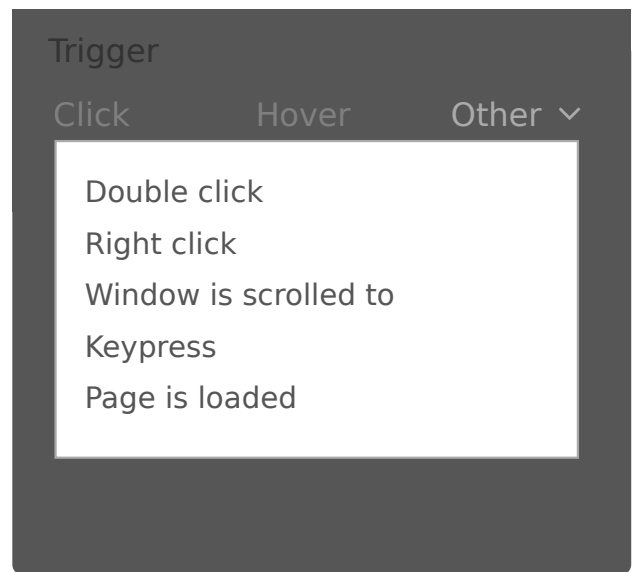 Trigger
Click Hover Other
Double click
Right click
Window is scrolled to
Keypress
Page is loaded